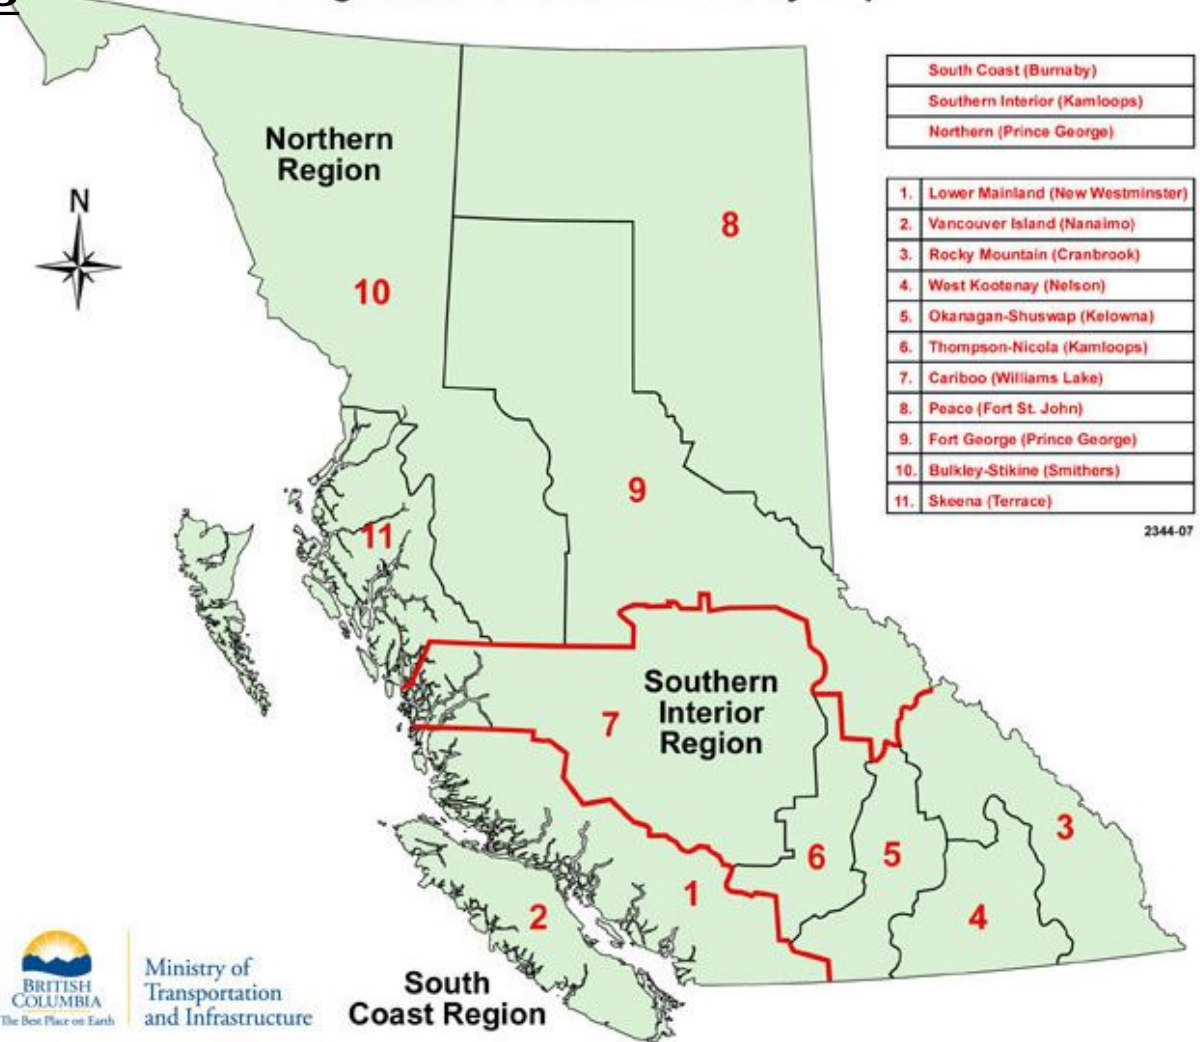 South Coast (Burnaby)
Southern Interior (Kamloops)
Northern (Prince George)
Northern
Region
N
1. Lower Mainland (New Westminster)
2. Vancouver Island (Nanaimo)
3. Rocky Mountain (Cranbrook)
4. West Kootenay (Nelson)
5. Okanagan-Shuswap (Kelowna)
6. Thompson-Nicola (Kamloops)
7. Cariboo (Williams Lake)
8. Peace (Fort St. John)
9. Fort George (Prince George)
10. Bulkley-Stikine (Smithers)
11. Skeena (Terrace)
2344-07
8
10
9
11
Southern
Interior
Region
7
3
6
5
1
4
2
South
Coast Region
BRITISH
COLUMBIA
The Best Place on Earth
Ministry of
Transportation
and Infrastructure